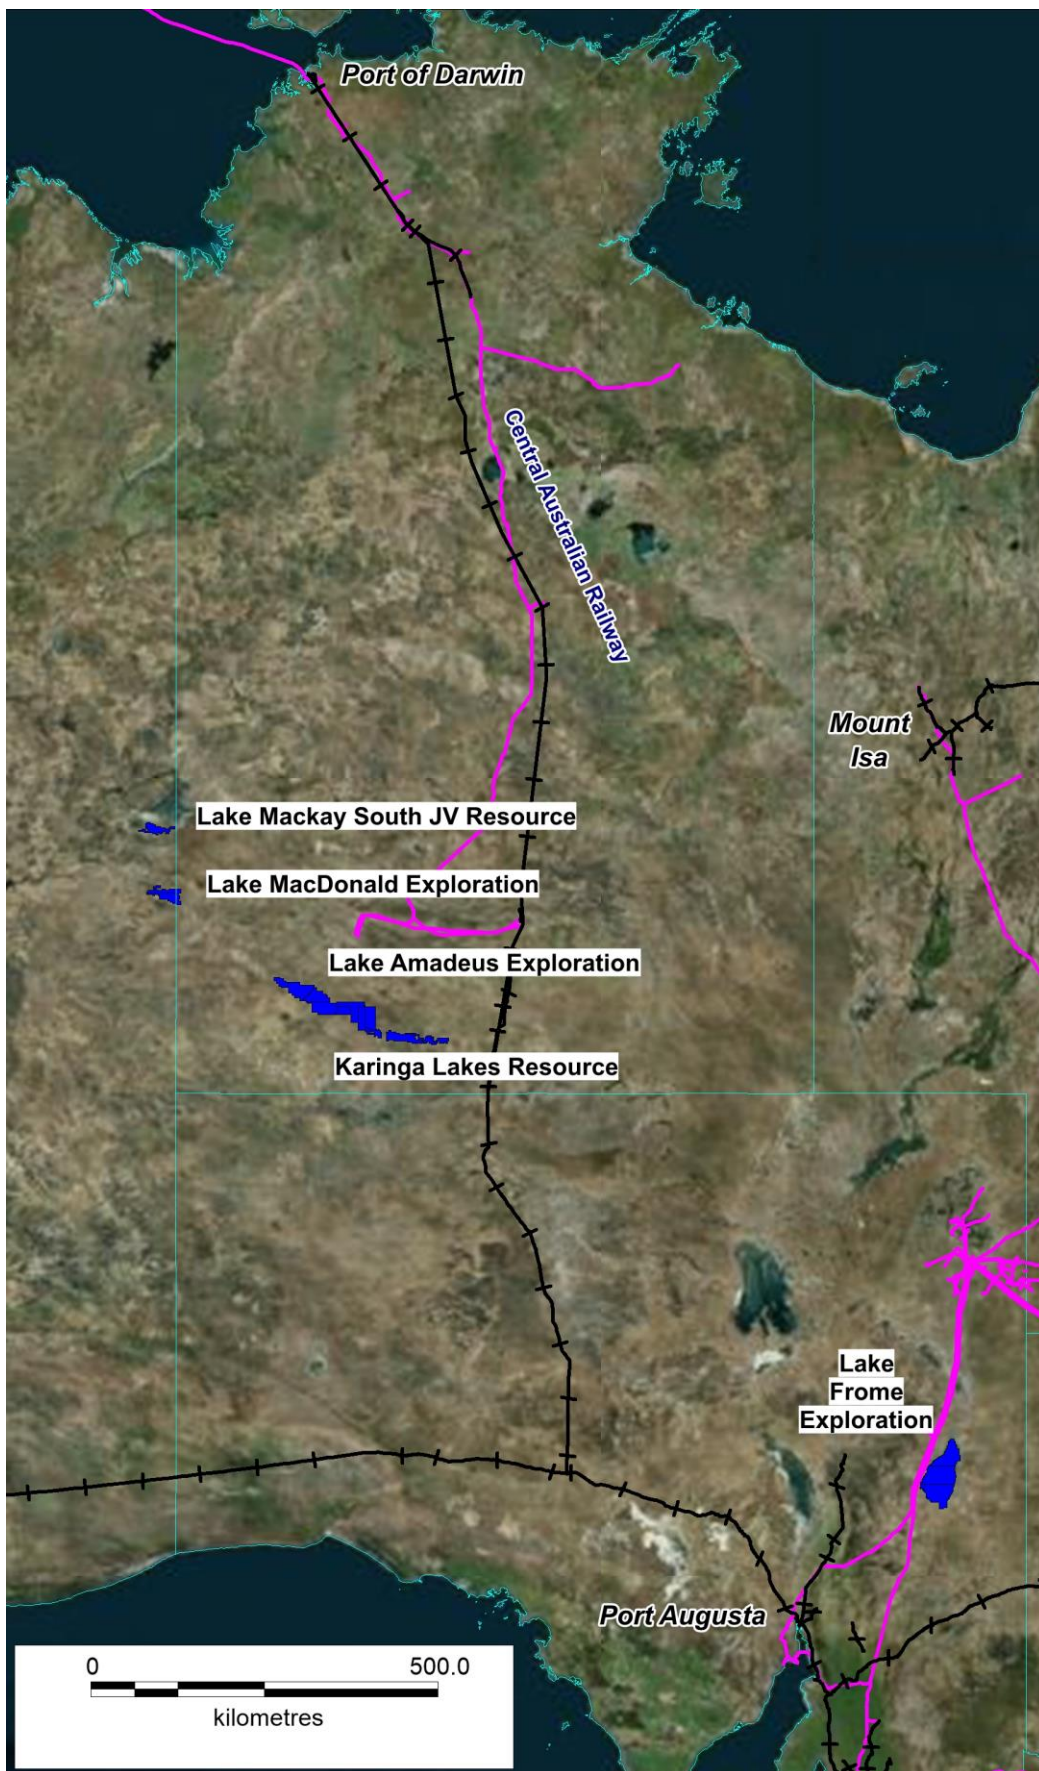 Port of Darwin
Central Australian Railway
Mount
Isa
Lake Mackay South JV Resource
Lake MacDonald Exploration
Lake Amadeus Exploration
Karinga Lakes Resource
Lake
Frome
Exploration
Port Augusta
0 500.0
kilometres